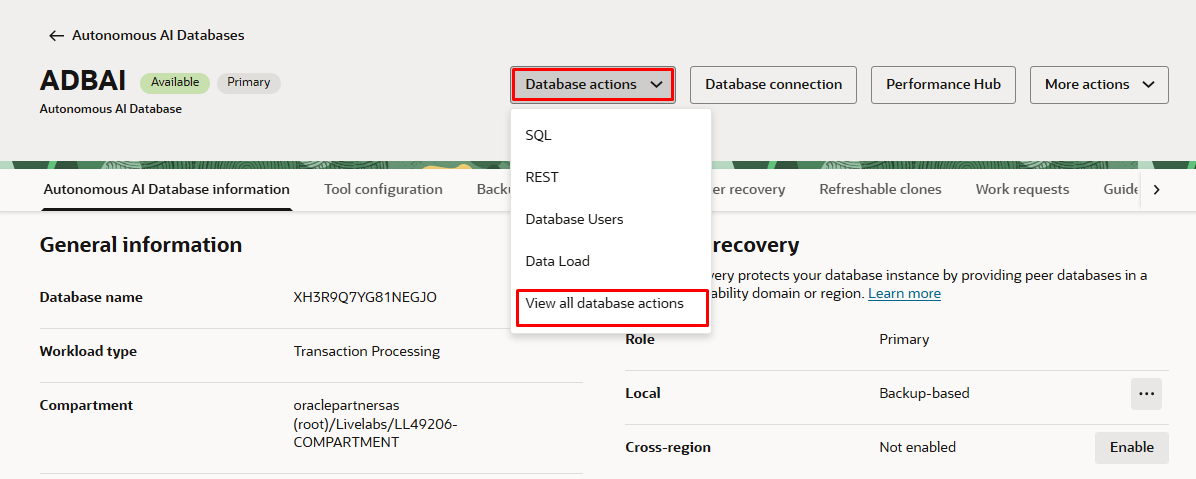 Autonomous AI Databases
ADBAI
Available
Primary
Autonomous AI Database
Database actions
Database connection
Performance Hub
More actions
SQL
REST
Database Users
Data Load
View all database actions
Autonomous AI Database information
Tool configuration
Backu
er recovery
Refreshable clones
Work requests
Guide
General information
Database name
XH3R9Q7YG81NEGJO
Workload type
Transaction Processing
Compartment
oraclepartnersas
(root)/Livelabs/LL49206-
COMPARTMENT
recovery
very protects your database instance by providing peer databases in a
ability domain or region. Learn more
Role
Primary
Local
Backup-based
Cross-region
Not enabled
Enable